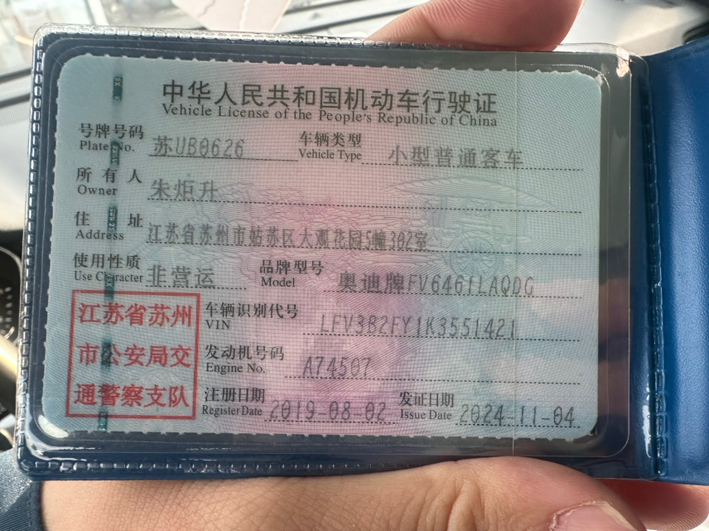 中华人民共和国机动车行驶证
Vehicle License of the People's Republic of China
号牌号码 苏UB0626 车辆类型 小型普通客车
Plate No. Vehicle Type
所有人 朱炬升
Owner
住址 江苏省苏州市姑苏区大观花园5幢302室
Address
使用性质 非营运 品牌型号 奥迪牌FV6461LAQDG
Use Character Model
江苏省苏州
市公安局交
通警察支队
车辆识别代号 LFV3B2FY1K3551421
VIN
发动机号码 A74507
Engine No.
注册日期 2019-08-02 发证日期 2024-11-04
Register Date Issue Date